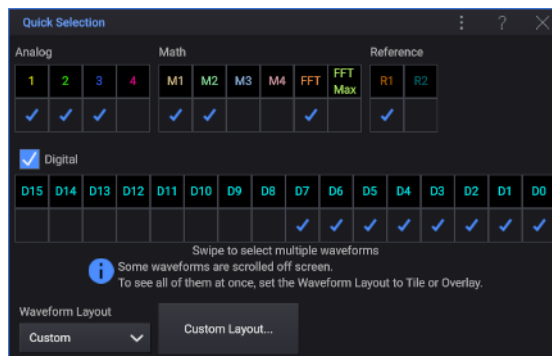 Quick Selection
Analog Math Reference
1 2 3 4 M1 M2 M3 M4 FFT FFT Max R1 R2
Digital
D15 D14 D13 D12 D11 D10 D9 D8 D7 D6 D5 D4 D3 D2 D1 D0
Swipe to select multiple waveforms
Some waveforms are scrolled off screen.
To see all of them at once, set the Waveform Layout to Tile or Overlay.
Waveform Layout
Custom Custom Layout...